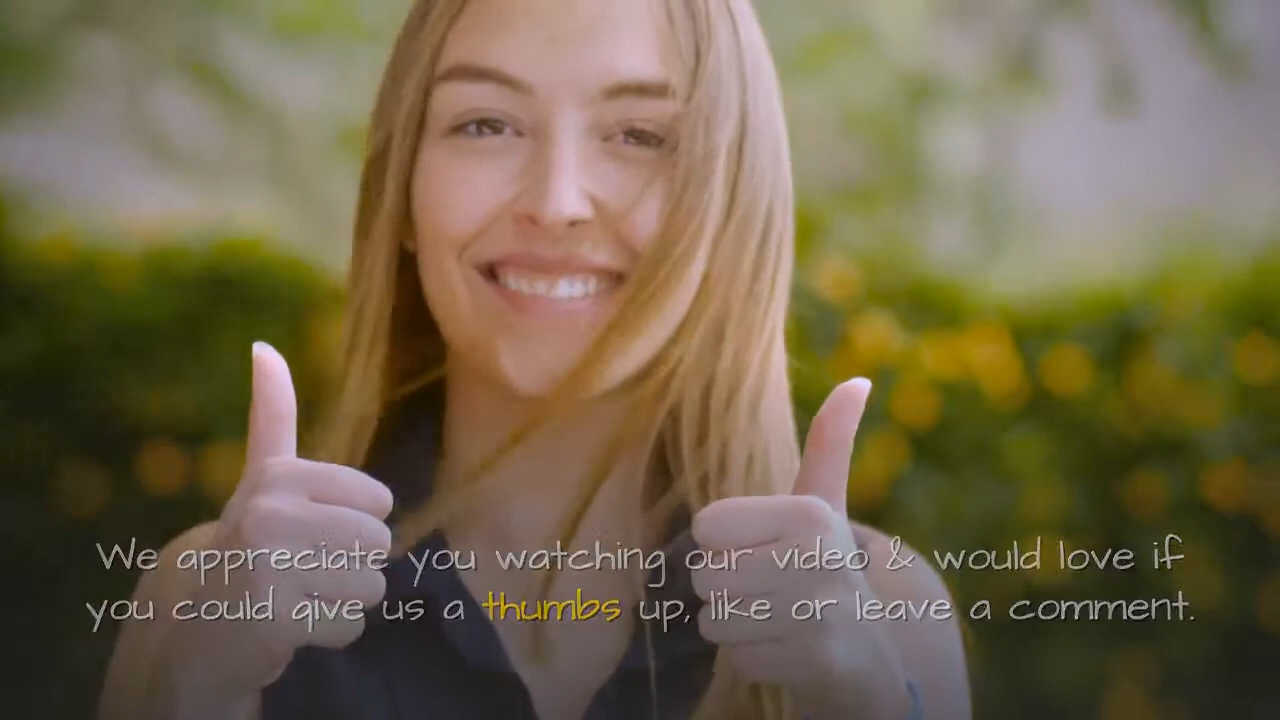 We appreciate you watching our video & would love if
you could give us a thumbs up, like or leave a comment.